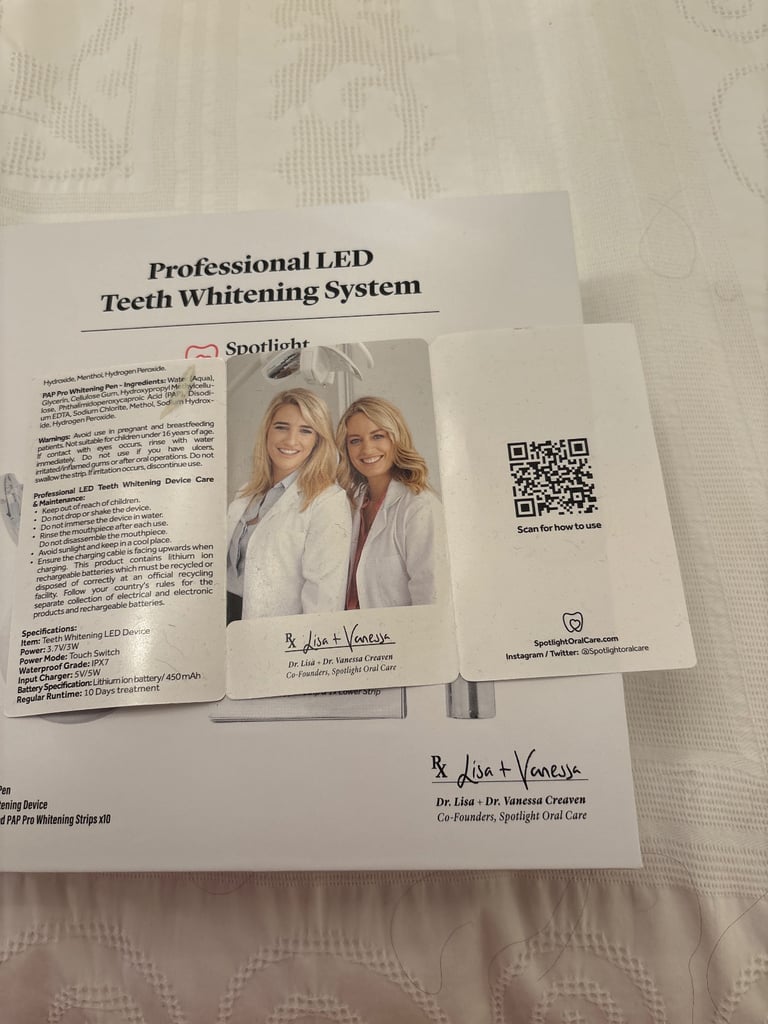 Professional LED
Teeth Whitening System
Spotlight
Hydroxide, Menthol, Hydrogen Peroxide.
PAP Pro Whitening Pen - Ingredients: Water (Aqua),
Glycerin, Cellulose Gum, Hydroxypropyl Methylcellu-
lose, Phthalimidoperoxycaproic Acid (PAP), Disodi-
um EDTA, Sodium Chlorite, Methol, Sodium Hydrox-
ide, Hydrogen Peroxide.
Warnings: Avoid use in pregnant and breastfeeding
patients. Not suitable for children under 16 years of age.
If contact with eyes occurs, rinse with water
immediately. Do not use if you have ulcers,
irritated/inflamed gums or after oral operations. Do not
swallow the strip. If irritation occurs, discontinue use.
Professional LED Teeth Whitening Device Care
& Maintenance:
• Keep out of reach of children.
• Do not drop or shake the device.
• Do not immerse the device in water.
• Rinse the mouthpiece after each use.
Do not disassemble the mouthpiece.
• Avoid sunlight and keep in a cool place.
• Ensure the charging cable is facing upwards when
charging. This product contains lithium ion
rechargeable batteries which must be recycled or
disposed of correctly at an official recycling
facility. Follow your country's rules for the
separate collection of electrical and electronic
products and rechargeable batteries.
Specifications:
Item: Teeth Whitening LED Device
Power: 3.7V/3W
Power Mode: Touch Switch
Waterproof Grade: IPX7
Input Charger: 5V/5W
Battery Specification: Lithium ion battery/ 450mAh
Regular Runtime: 10 Days treatment
Rx Lisa + Vanessa
Dr. Lisa + Dr. Vanessa Creaven
Co-Founders, Spotlight Oral Care
Scan for how to use
SpotlightOralCare.com
Instagram / Twitter: @Spotlightoralcare
Lower Strip
Rx Lisa + Vanessa
Dr. Lisa + Dr. Vanessa Creaven
Co-Founders, Spotlight Oral Care
Pen
tening Device
d PAP Pro Whitening Strips x10